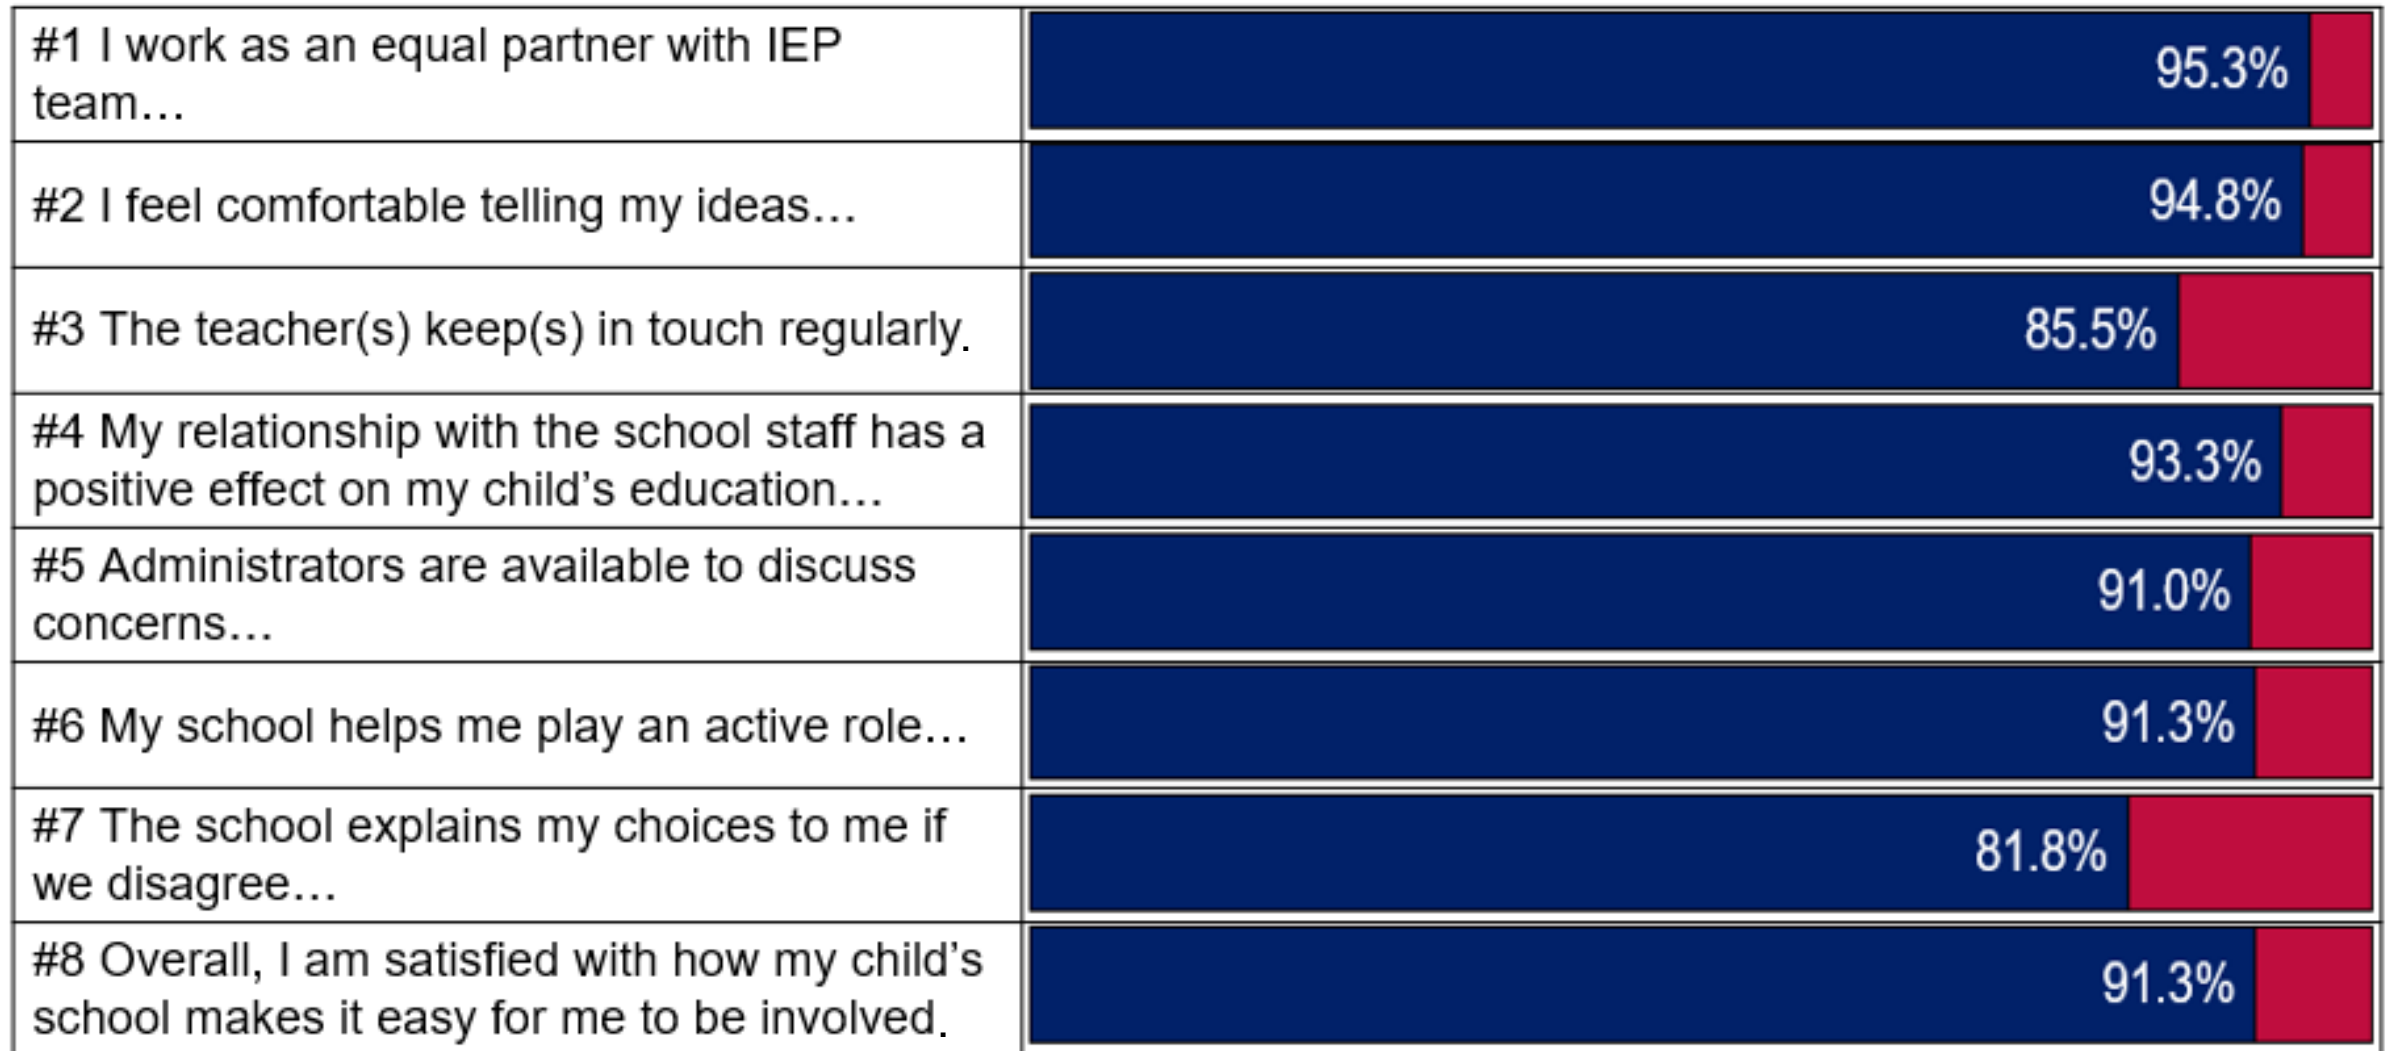 #1 I work as an equal partner with IEP
team…
95.3%
#2 I feel comfortable telling my ideas…
94.8%
#3 The teacher(s) keep(s) in touch regularly.
85.5%
#4 My relationship with the school staff has a
positive effect on my child’s education…
93.3%
#5 Administrators are available to discuss
concerns…
91.0%
#6 My school helps me play an active role…
91.3%
#7 The school explains my choices to me if
we disagree…
81.8%
#8 Overall, I am satisfied with how my child’s
school makes it easy for me to be involved.
91.3%